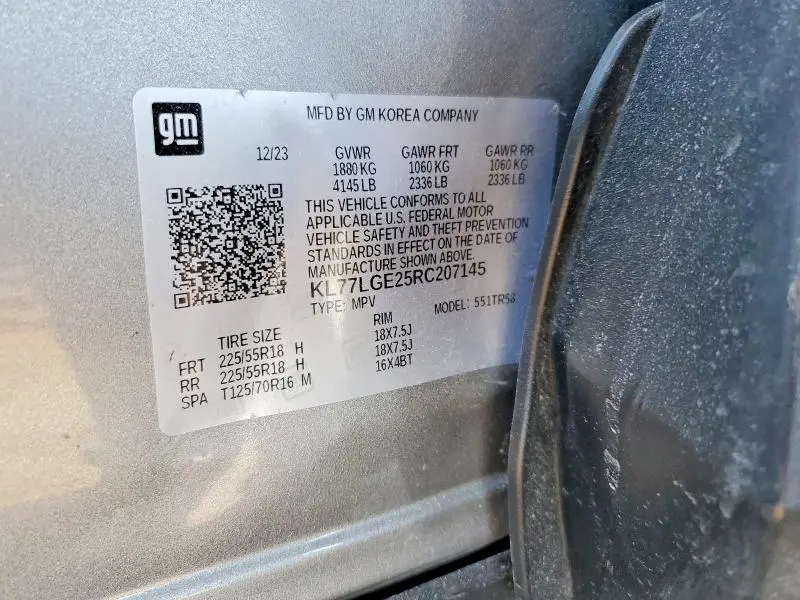 gm
MFD BY GM KOREA COMPANY
12/23 GVWR GAWR FRT GAWR RR
1880 KG 1060 KG 1060 KG
4145 LB 2336 LB 2336 LB
THIS VEHICLE CONFORMS TO ALL
APPLICABLE U.S. FEDERAL MOTOR
VEHICLE SAFETY AND THEFT PREVENTION
STANDARDS IN EFFECT ON THE DATE OF
MANUFACTURE SHOWN ABOVE.
KL77LGE25RC207145
TYPE: MPV MODEL: 551TR58
TIRE SIZE RIM
FRT 225/55R18 H 18X7.5J
RR 225/55R18 H 18X7.5J
SPA T125/70R16 M 16X4BT